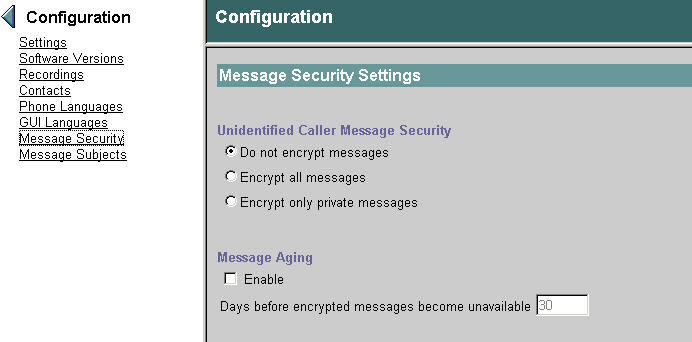 Configuration
Settings
Software Versions
Recordings
Contacts
Phone Languages
GUI Languages
Message Security
Message Subjects
Configuration
Message Security Settings
Unidentified Caller Message Security
Do not encrypt messages
Encrypt all messages
Encrypt only private messages
Message Aging
Enable
Days before encrypted messages become unavailable 30